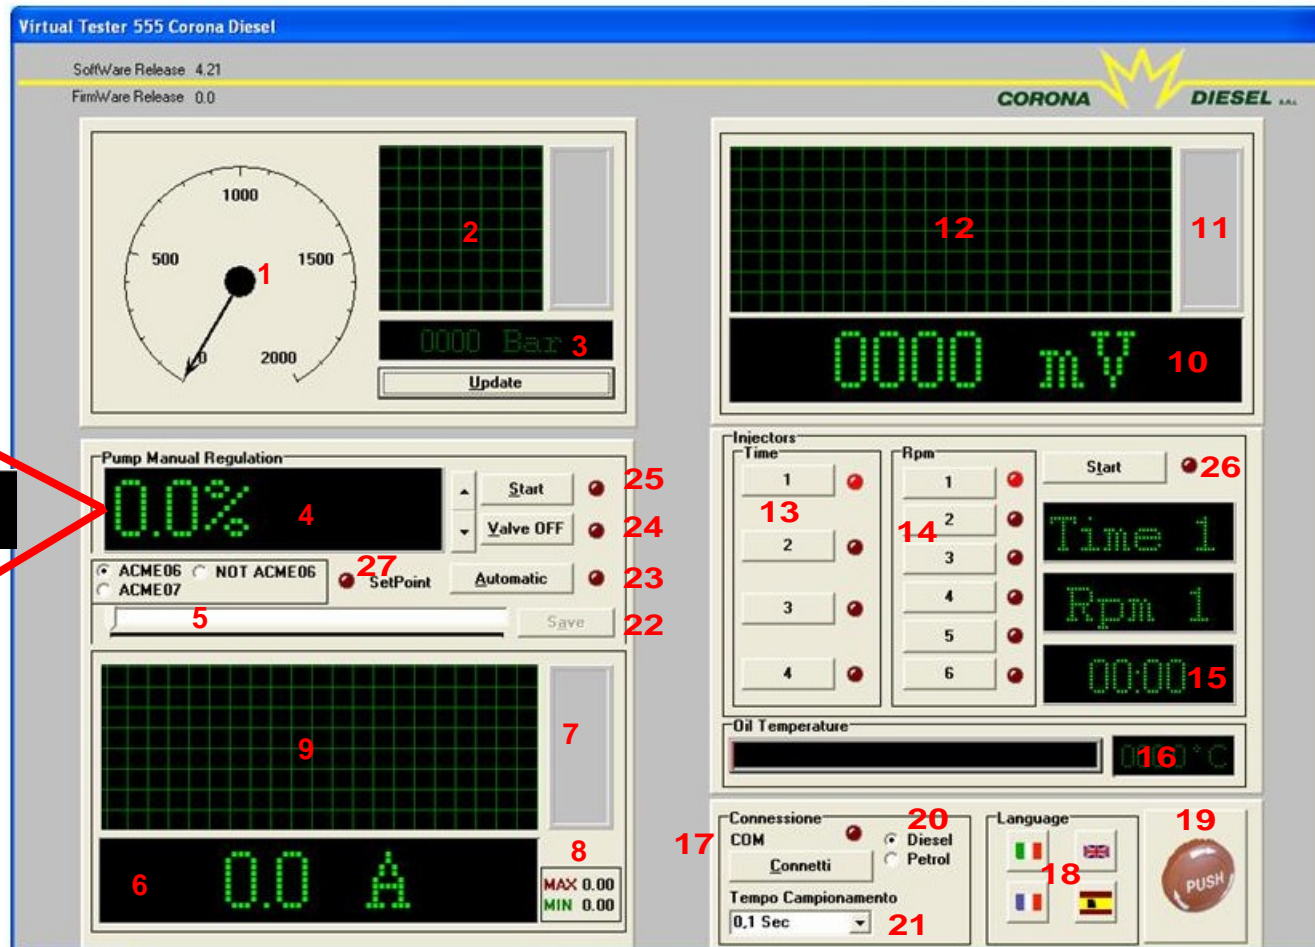 Virtual Tester 555 Corona Diesel
SoftWare Release 4.21
FirmWare Release 0.0
CORONA DIESEL S.R.L.
0 500 1000 1500 2000
1
2
0000 Bar 3
Update
12
11
0000 mV 10
Pump Manual Regulation
0.0% 4
Start 25
Valve OFF 24
ACME06 NOT ACME06
ACME07
27
SetPoint
Automatic 23
5
Save 22
9
7
6 0.0 A
8
MAX 0.00
MIN 0.00
Injectors
Time
1
13
2
3
4
Rpm
1
2
14
3
4
5
6
Start 26
Time 1
Rpm 1
00:00 15
Oil Temperature
16 °C
Connessione
17 COM
Connetti
20
Diesel
Petrol
Tempo Campionamento
0,1 Sec 21
Language
18
19
PUSH